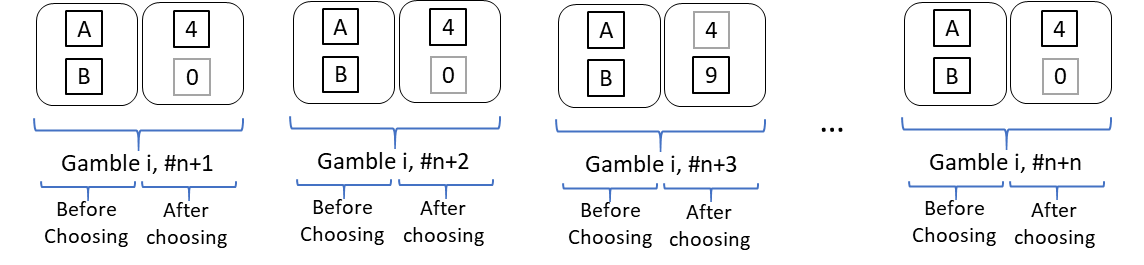 A 4 A 4 A 4 A 4
B 0 B 0 B 9 ... B 0
Gamble i, #n+1 Gamble i, #n+2 Gamble i, #n+3 Gamble i, #n+n
Before Choosing After choosing Before Choosing After choosing Before Choosing After choosing Before Choosing After choosing